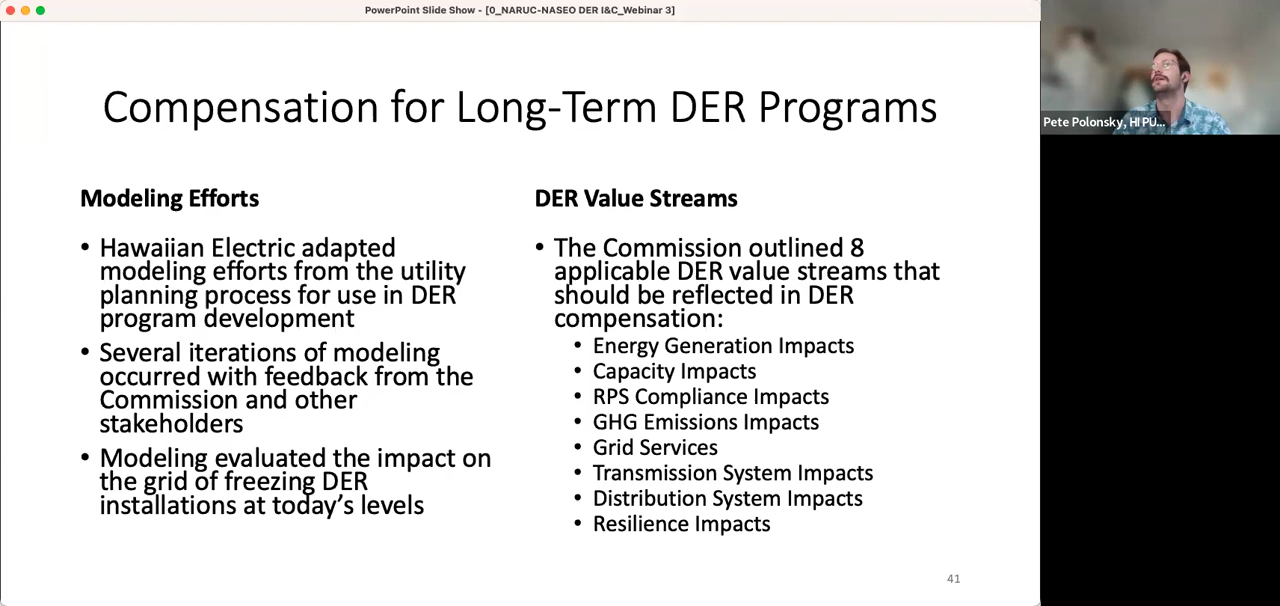 PowerPoint Slide Show - [0_NARUC-NASEO DER I&C_Webinar 3]
Compensation for Long-Term DER Programs
Modeling Efforts
• Hawaiian Electric adapted
modeling efforts from the utility
planning process for use in DER
program development
• Several iterations of modeling
occurred with feedback from the
Commission and other
stakeholders
• Modeling evaluated the impact on
the grid of freezing DER
installations at today's levels
DER Value Streams
• The Commission outlined 8
applicable DER value streams that
should be reflected in DER
compensation:
• Energy Generation Impacts
• Capacity Impacts
• RPS Compliance Impacts
• GHG Emissions Impacts
• Grid Services
• Transmission System Impacts
• Distribution System Impacts
• Resilience Impacts
41
Pete Polonsky, HI PU...